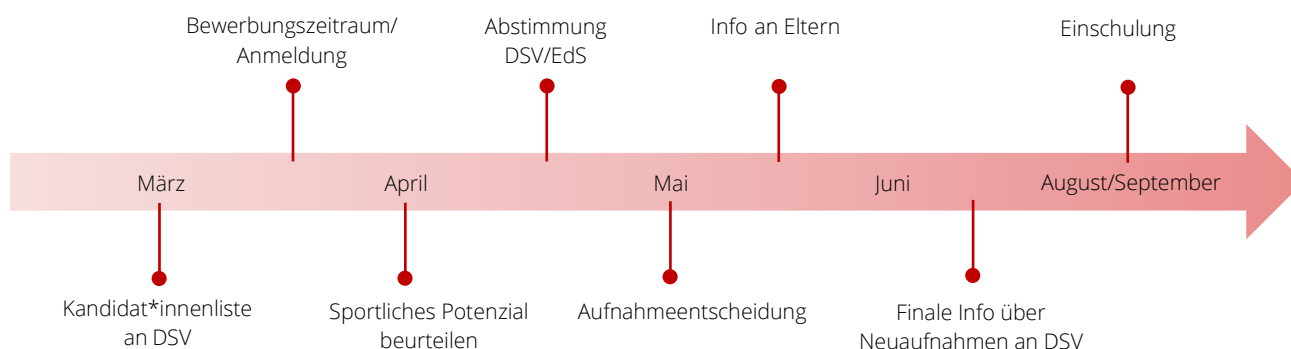 Bewerbungszeitraum/
Anmeldung
Abstimmung
DSV/EdS
Info an Eltern
Einschulung
März
April
Mai
Juni
August/September
Kandidat*innenliste
an DSV
Sportliches Potenzial
beurteilen
Aufnahmeentscheidung
Finale Info über
Neuaufnahmen an DSV